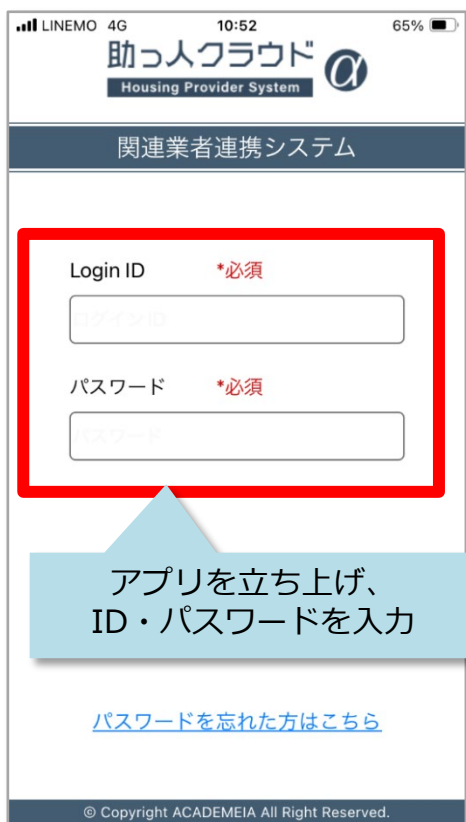 LINEMO 4G 10:52 65%
助っ人クラウド α
Housing Provider System
関連業者連携システム
Login ID *必須
ログインID
パスワード *必須
パスワード
アプリを立ち上げ、
ID・パスワードを入力
パスワードを忘れた方はこちら
© Copyright ACADEMEIA All Right Reserved.